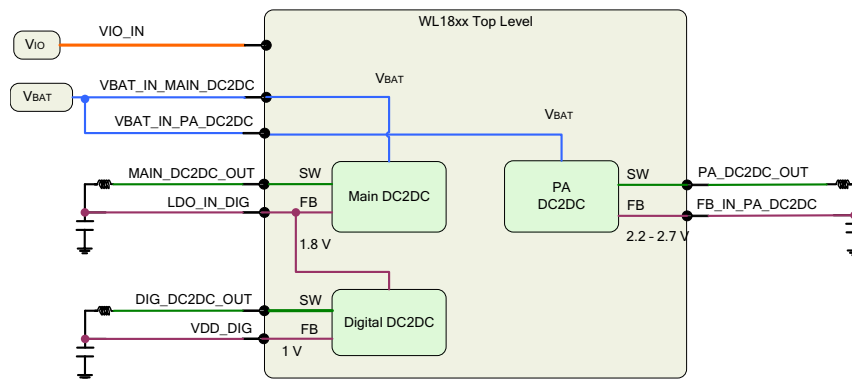 WL18xx Top Level
VIO
VIO_IN
VBAT
VBAT_IN_MAIN_DC2DC
VBAT
VBAT_IN_PA_DC2DC
VBAT
MAIN_DC2DC_OUT
SW
Main DC2DC
LDO_IN_DIG
FB
1.8 V
PA
DC2DC
SW
PA_DC2DC_OUT
FB
FB_IN_PA_DC2DC
2.2 - 2.7 V
DIG_DC2DC_OUT
SW
Digital DC2DC
VDD_DIG
FB
1 V